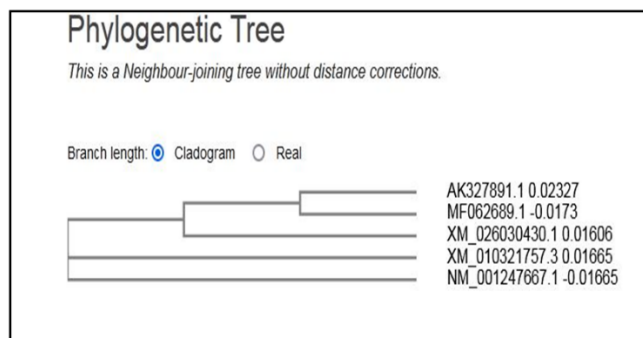 Phylogenetic Tree
This is a Neighbour-joining tree without distance corrections.
Branch length: Cladogram Real
AK327891.1 0.02327
MF062689.1 -0.0173
XM_026030430.1 0.01606
XM_010321757.3 0.01665
NM_001247667.1 -0.01665